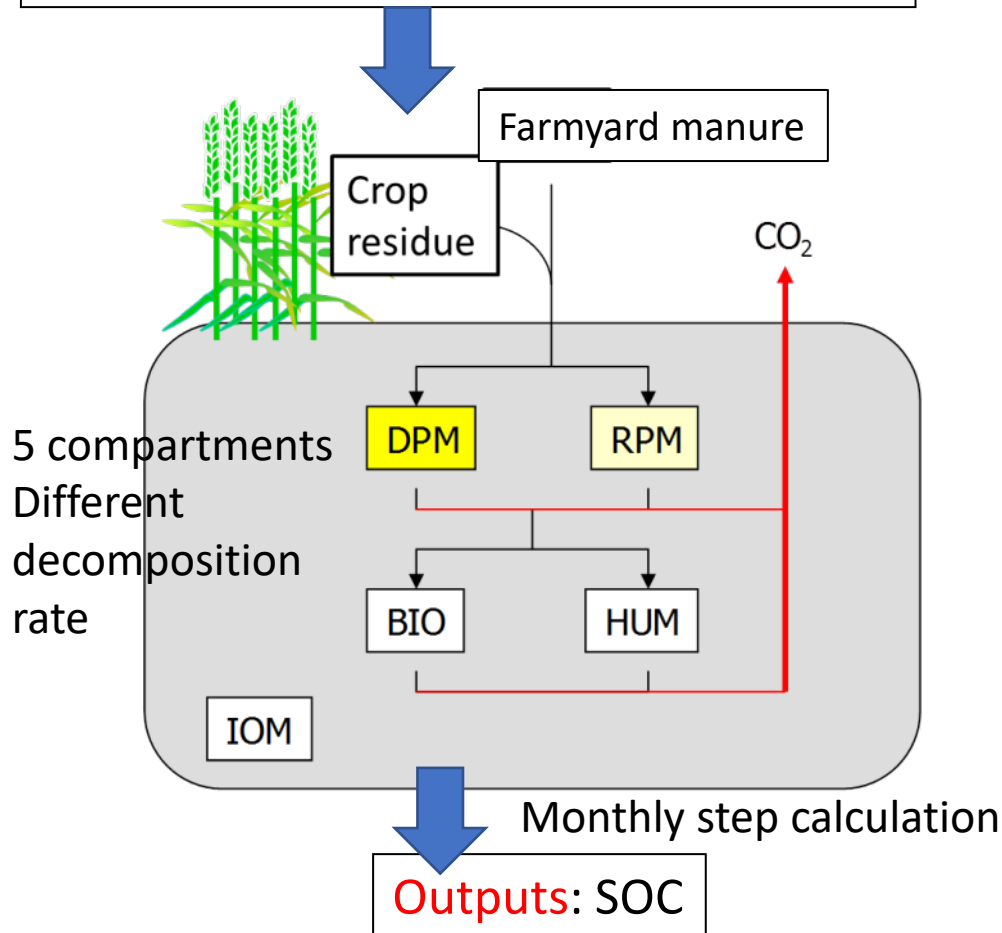 Farmyard manure
Crop
residue
CO₂
DPM
RPM
5 compartments
Different
decomposition
rate
BIO
HUM
IOM
Monthly step calculation
Outputs: SOC